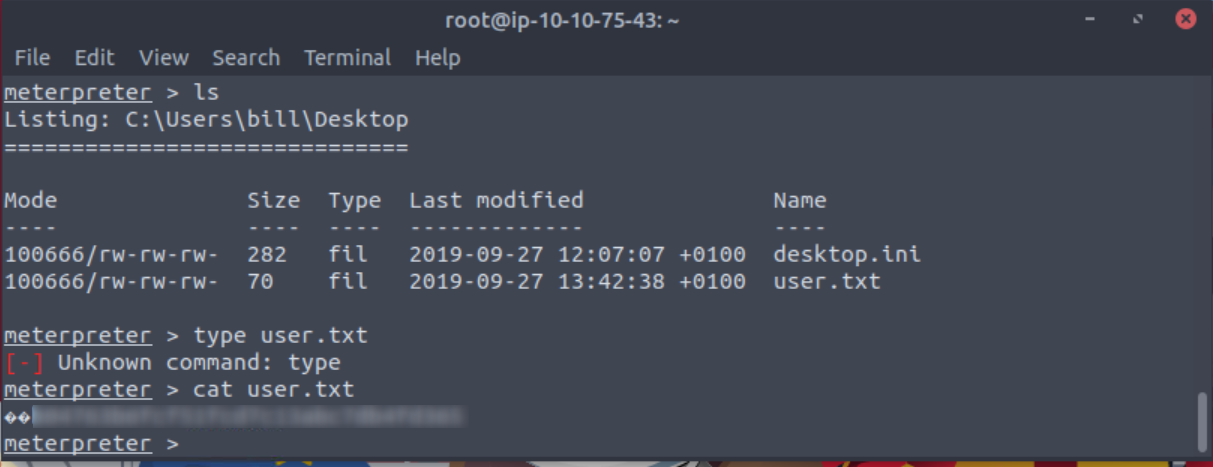 root@ip-10-10-75-43: ~
File Edit View Search Terminal Help
meterpreter > ls
Listing: C:\Users\bill\Desktop
==============================
Mode Size Type Last modified Name
---- ---- ---- ------------- ----
100666/rw-rw-rw- 282 fil 2019-09-27 12:07:07 +0100 desktop.ini
100666/rw-rw-rw- 70 fil 2019-09-27 13:42:38 +0100 user.txt
meterpreter > type user.txt
[-] Unknown command: type
meterpreter > cat user.txt
��
meterpreter >